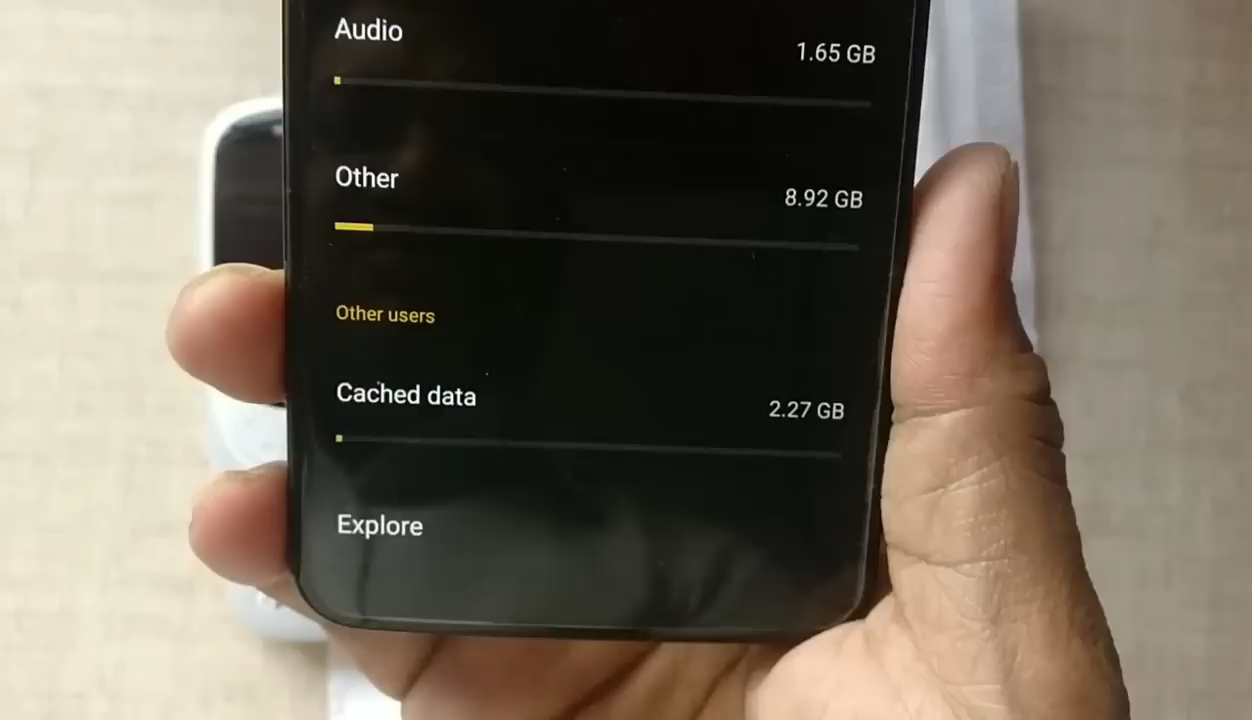 Audio
1.65 GB
Other
8.92 GB
Other users
Cached data
2.27 GB
Explore